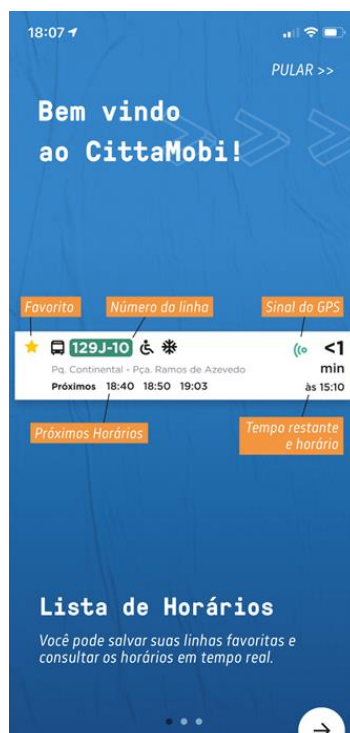 18:07
PULAR >>
Bem vindo
ao CittaMobi!
Favorito
Número da linha
Sinal do GPS
129J-10
<1
min
Pq. Continental - Pça. Ramos de Azevedo
Próximos 18:40 18:50 19:03
às 15:10
Próximos Horários
Tempo restante
e horário
Lista de Horários
Você pode salvar suas linhas favoritas e
consultar os horários em tempo real.